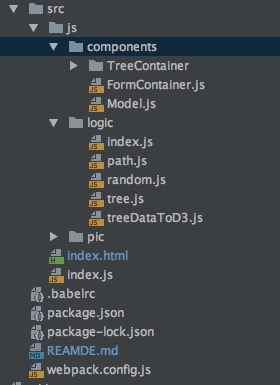 src
js
components
TreeContainer
FormContainer.js
Model.js
logic
index.js
path.js
random.js
tree.js
treeDataToD3.js
pic
index.html
index.js
.babelrc
package.json
package-lock.json
REAMDE.md
webpack.config.js